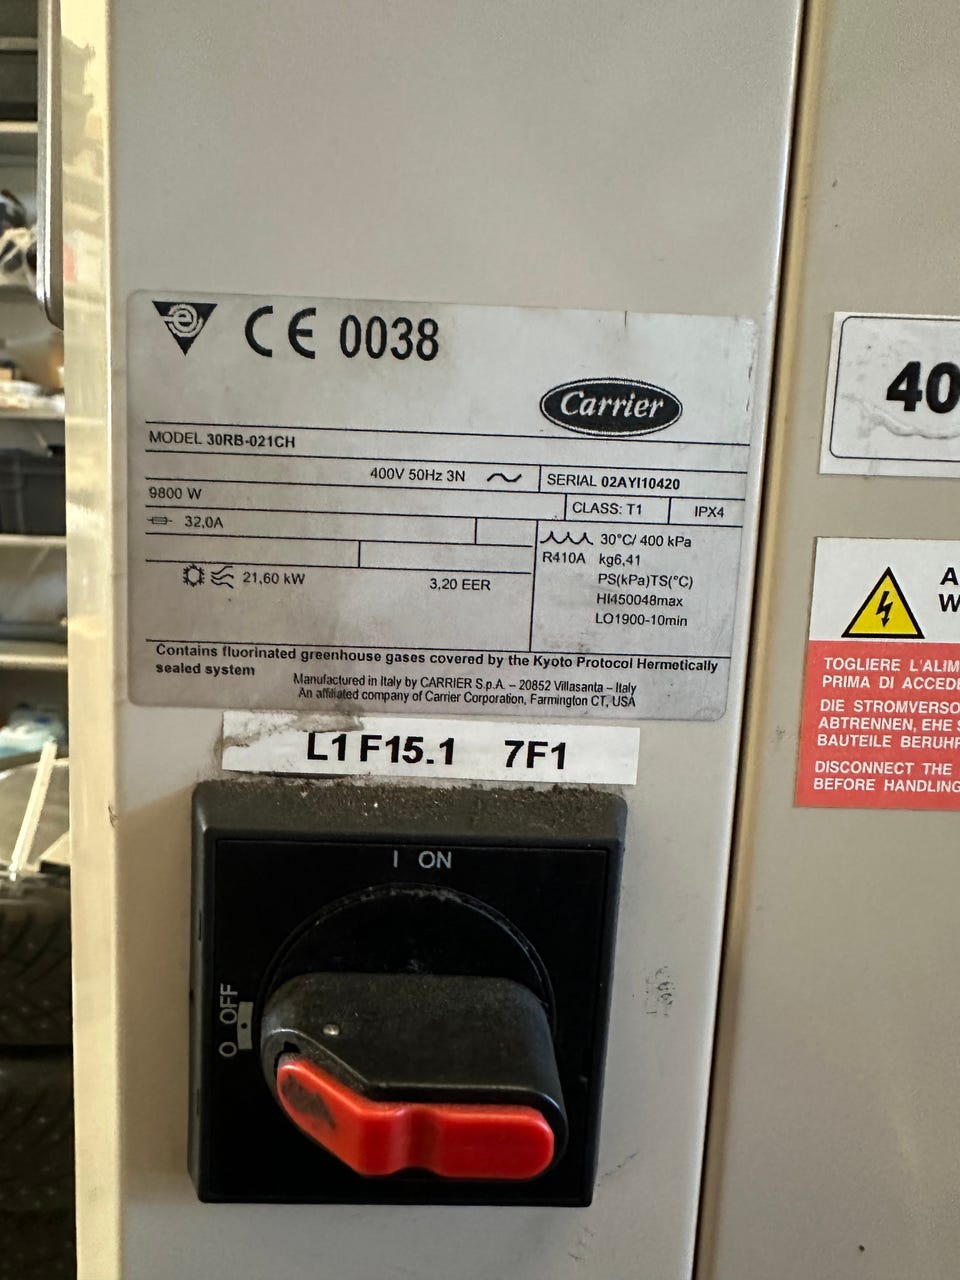 e CE 0038
Carrier
MODEL 30RB-021CH
400V 50Hz 3N
SERIAL 02AYI10420
9800 W
CLASS: T1
IPX4
32,0A
30°C/ 400 kPa
R410A kg6,41
PS(kPa)TS(°C)
HI450048max
LO1900-10min
21,60 kW
3,20 EER
Contains fluorinated greenhouse gases covered by the Kyoto Protocol Hermetically
sealed system
Manufactured in Italy by CARRIER S.p.A. – 20852 Villasanta – Italy
An affiliated company of Carrier Corporation, Farmington CT, USA
L1 F15.1 7F1
I ON
O OFF
40
A
W
TOGLIERE L'ALIM
PRIMA DI ACCEDE
DIE STROMVERSO
ABTRENNEN, EHE S
BAUTEILE BERUHR
DISCONNECT THE
BEFORE HANDLING